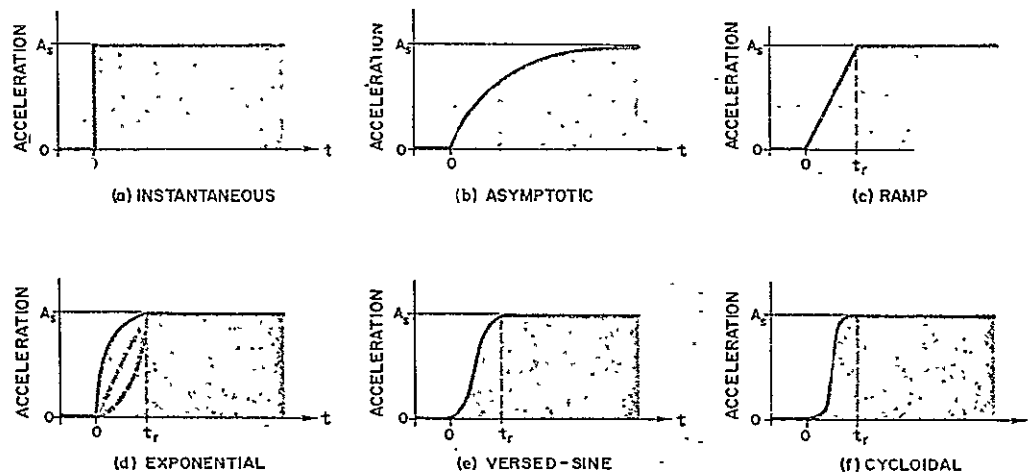 ACCELERATION
A_s
0
0
t
(a) INSTANTANEOUS
ACCELERATION
A_s
0
0
t
(b) ASYMPTOTIC
ACCELERATION
A_s
0
0
t_r
(c) RAMP
ACCELERATION
A_s
0
0
t_r
t
(d) EXPONENTIAL
ACCELERATION
A_s
0
0
t_r
t
(e) VERSED-SINE
ACCELERATION
A_s
0
0
t_r
(f) CYCLOIDAL